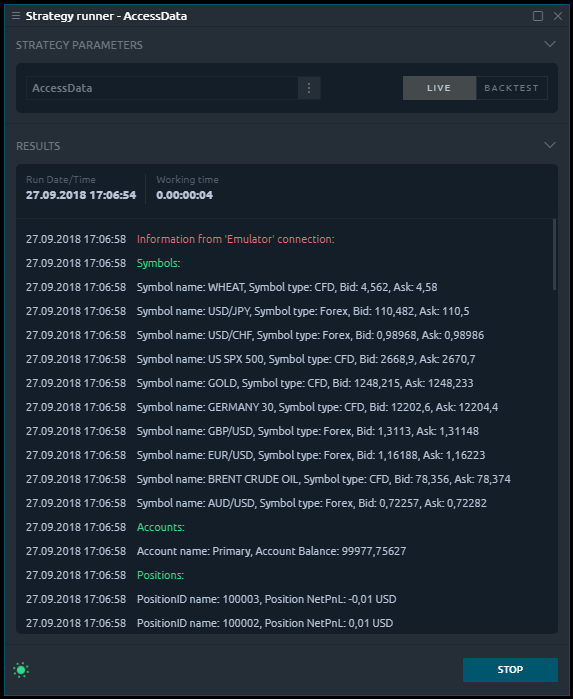 Strategy runner - AccessData
STRATEGY PARAMETERS
AccessData
LIVE BACKTEST
RESULTS
Run Date/Time Working time
27.09.2018 17:06:54 0.00:00:04
27.09.2018 17:06:58 Information from 'Emulator' connection:
27.09.2018 17:06:58 Symbols:
27.09.2018 17:06:58 Symbol name: WHEAT, Symbol type: CFD, Bid: 4,562, Ask: 4,58
27.09.2018 17:06:58 Symbol name: USD/JPY, Symbol type: Forex, Bid: 110,482, Ask: 110,5
27.09.2018 17:06:58 Symbol name: USD/CHF, Symbol type: Forex, Bid: 0,98968, Ask: 0,98986
27.09.2018 17:06:58 Symbol name: US SPX 500, Symbol type: CFD, Bid: 2668,9, Ask: 2670,7
27.09.2018 17:06:58 Symbol name: GOLD, Symbol type: CFD, Bid: 1248,215, Ask: 1248,233
27.09.2018 17:06:58 Symbol name: GERMANY 30, Symbol type: CFD, Bid: 12202,6, Ask: 12204,4
27.09.2018 17:06:58 Symbol name: GBP/USD, Symbol type: Forex, Bid: 1,3113, Ask: 1,31148
27.09.2018 17:06:58 Symbol name: EUR/USD, Symbol type: Forex, Bid: 1,16188, Ask: 1,16223
27.09.2018 17:06:58 Symbol name: BRENT CRUDE OIL, Symbol type: CFD, Bid: 78,356, Ask: 78,374
27.09.2018 17:06:58 Symbol name: AUD/USD, Symbol type: Forex, Bid: 0,72257, Ask: 0,72282
27.09.2018 17:06:58 Accounts:
27.09.2018 17:06:58 Account name: Primary, Account Balance: 99977,75627
27.09.2018 17:06:58 Positions:
27.09.2018 17:06:58 PositionID name: 100003, Position NetPnL: -0,01 USD
27.09.2018 17:06:58 PositionID name: 100002, Position NetPnL: 0,01 USD
STOP